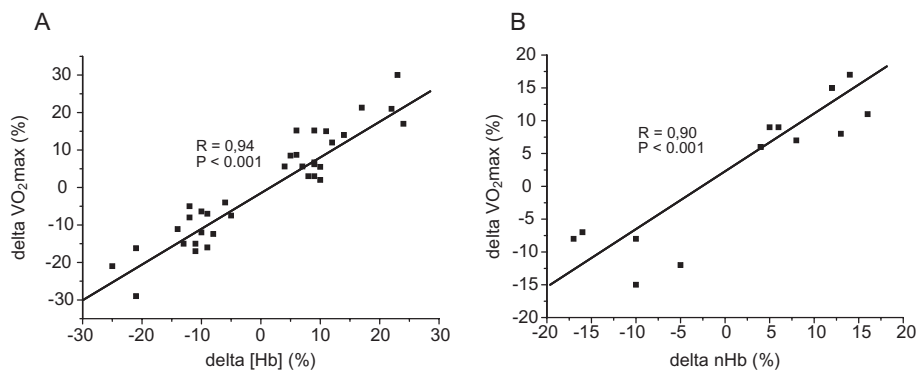 A
30
20
10
0
-10
-20
-30
delta VO2max (%)
R = 0,94
P < 0.001
-30 -20 -10 0 10 20 30
delta [Hb] (%)
B
20
15
10
5
0
-5
-10
-15
-20
delta VO2max (%)
R = 0,90
P < 0.001
-20 -15 -10 -5 0 5 10 15 20
delta nHb (%)